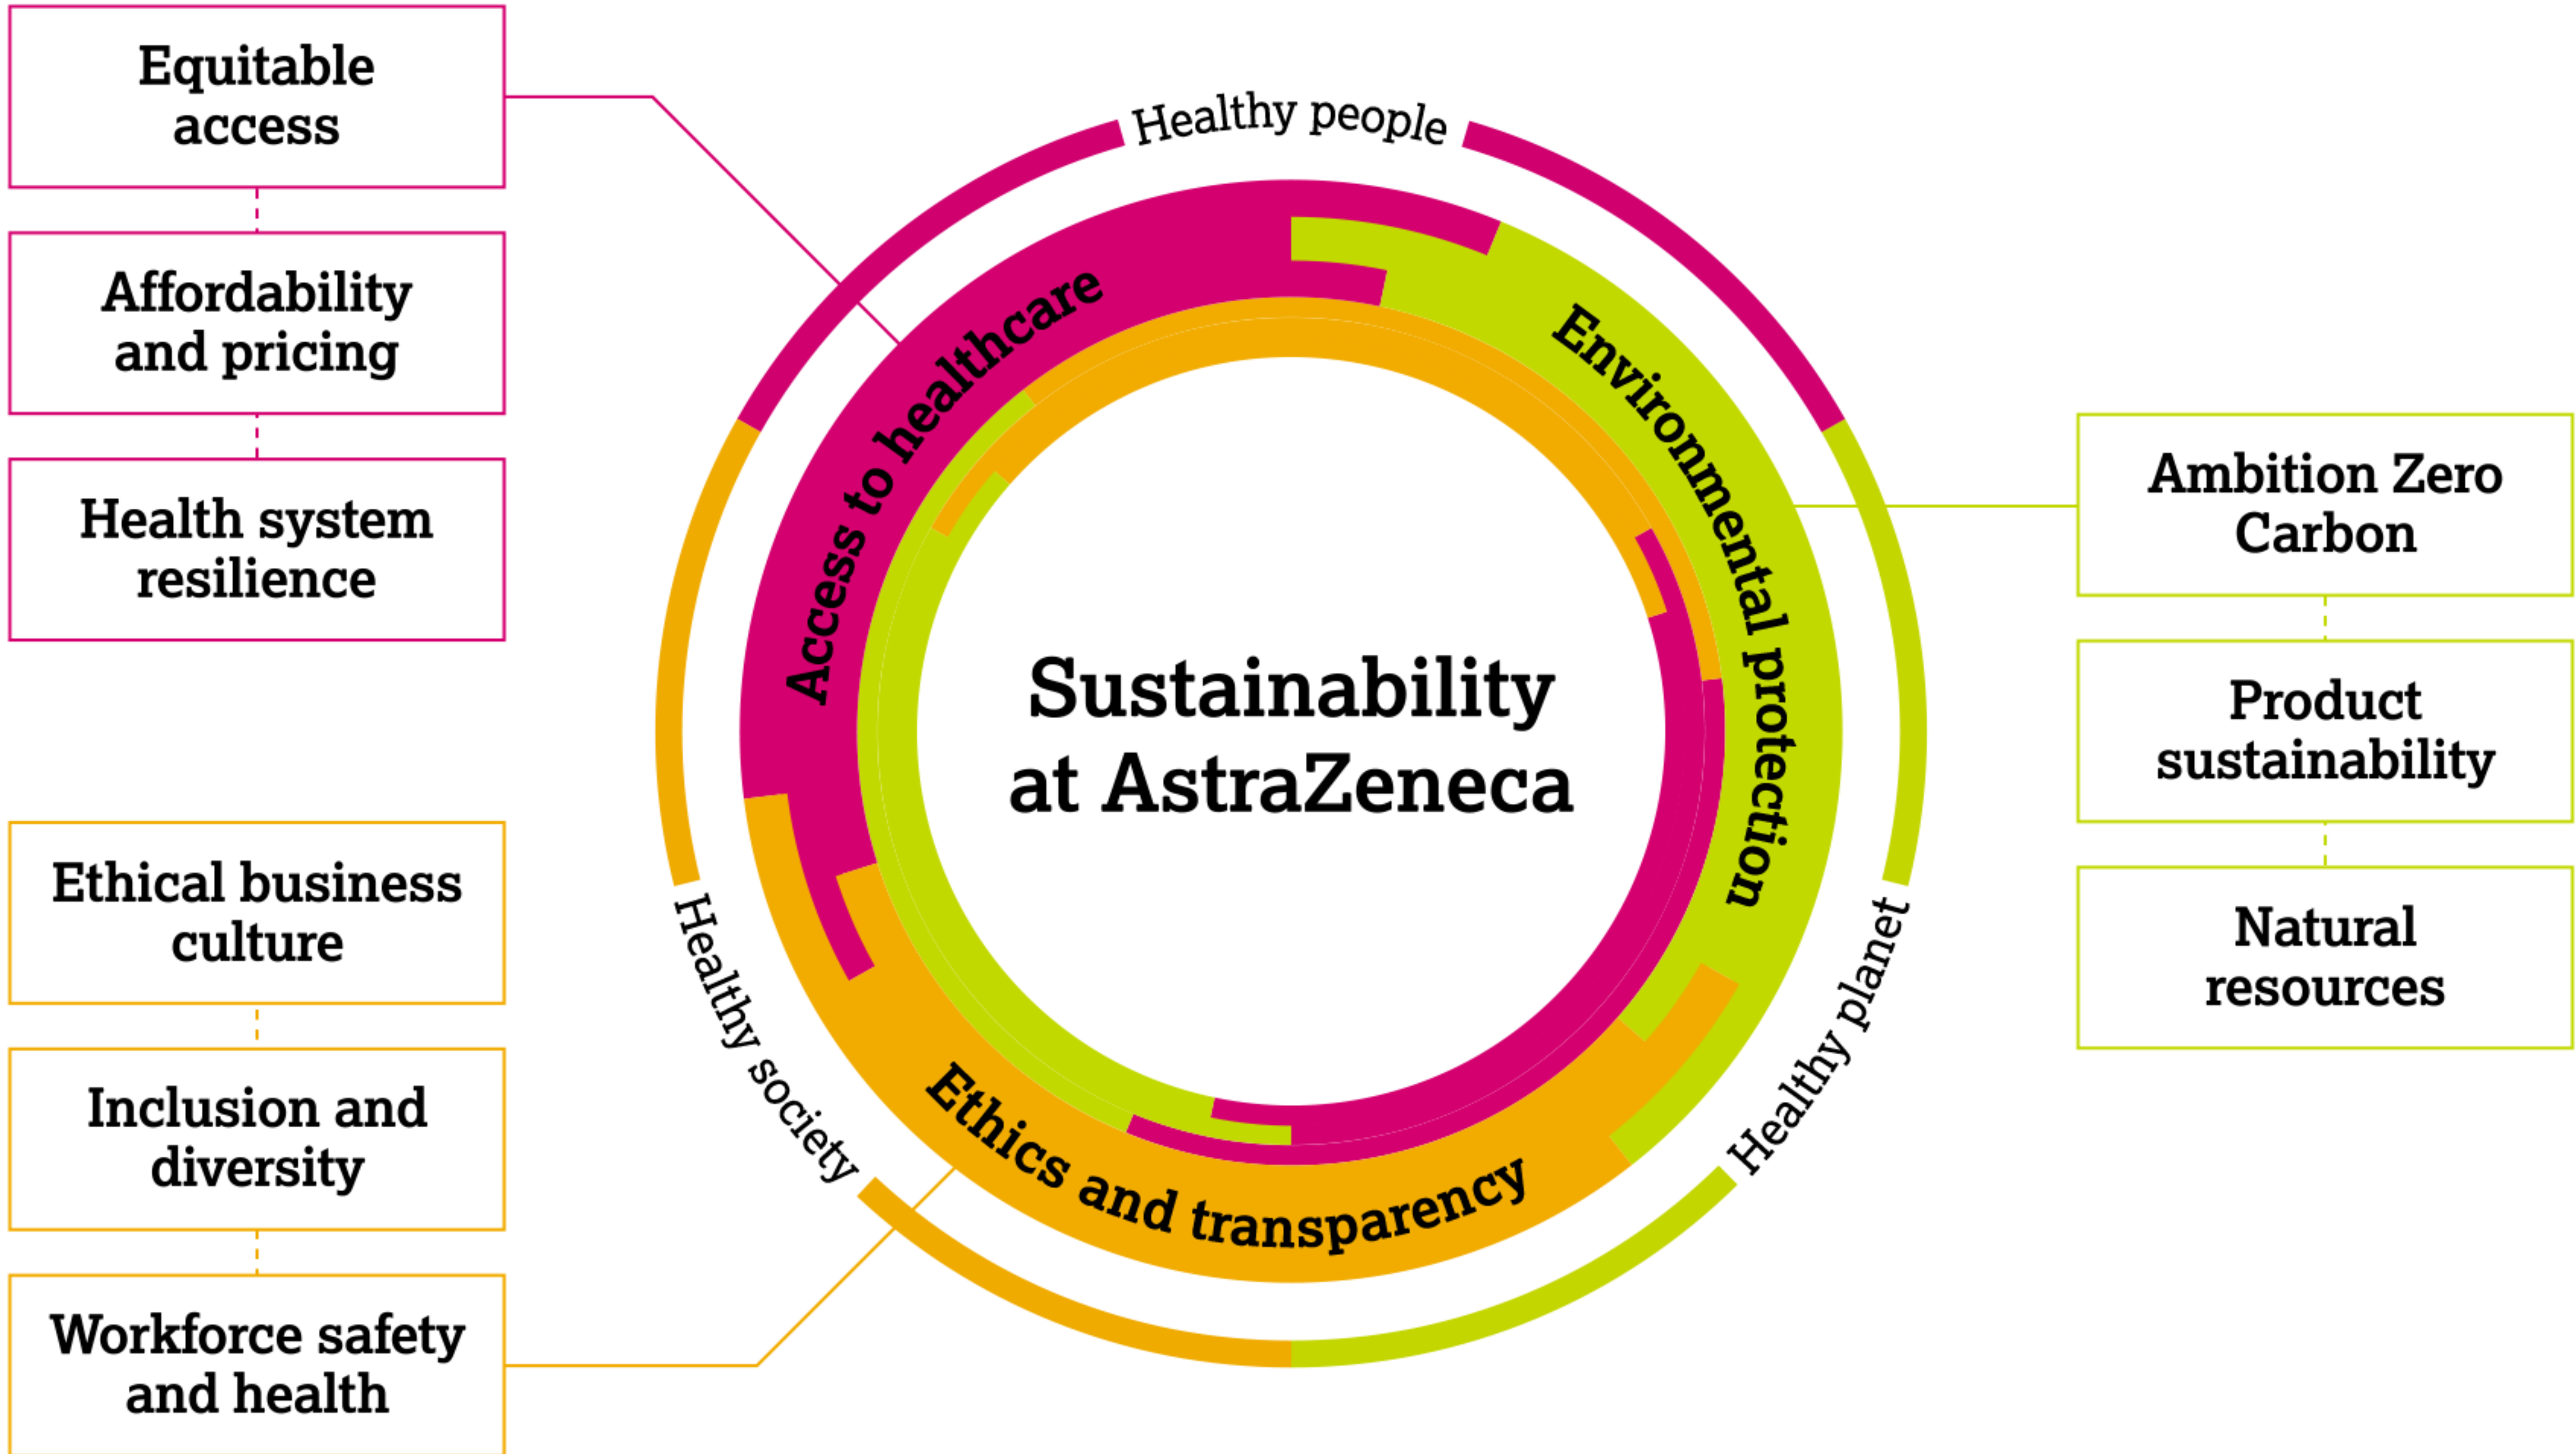 Equitable
access
Affordability
and pricing
Health system
resilience
Ethical business
culture
Inclusion and
diversity
Workforce safety
and health
Healthy people
Access to healthcare
Environmental protection
Ethics and transparency
Healthy society
Healthy planet
Sustainability
at AstraZeneca
Ambition Zero
Carbon
Product
sustainability
Natural
resources